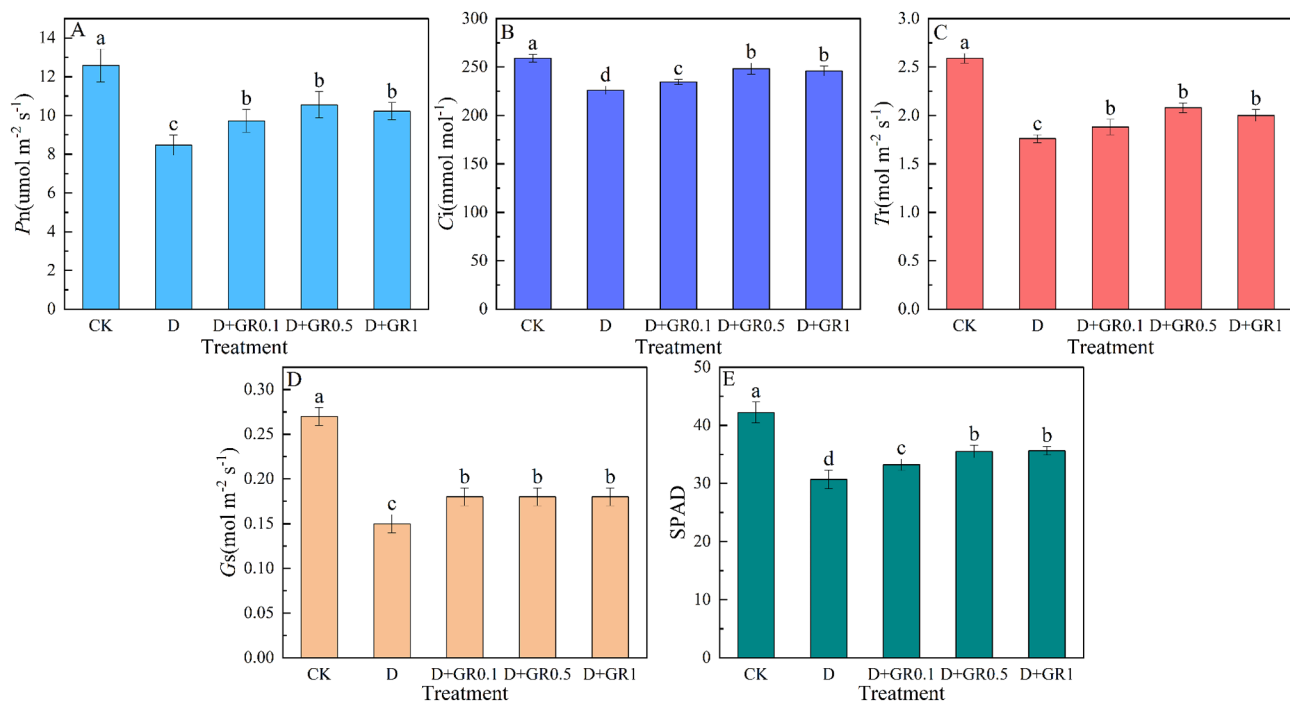 A
a
c
b
b
b
14
12
10
8
6
4
2
0
Pn(umol m⁻² s⁻¹)
CK D D+GR0.1 D+GR0.5 D+GR1
Treatment
B
a
d
c
b
b
300
250
200
150
100
50
0
Ci(mmol mol⁻¹)
CK D D+GR0.1 D+GR0.5 D+GR1
Treatment
C
a
c
b
b
b
3.0
2.5
2.0
1.5
1.0
0.5
0.0
Tr(mol m⁻² s⁻¹)
CK D D+GR0.1 D+GR0.5 D+GR1
Treatment
D
a
c
b
b
b
0.30
0.25
0.20
0.15
0.10
0.05
0.00
Gs(mol m⁻² s⁻¹)
CK D D+GR0.1 D+GR0.5 D+GR1
Treatment
E
a
d
c
b
b
50
40
30
20
10
0
SPAD
CK D D+GR0.1 D+GR0.5 D+GR1
Treatment